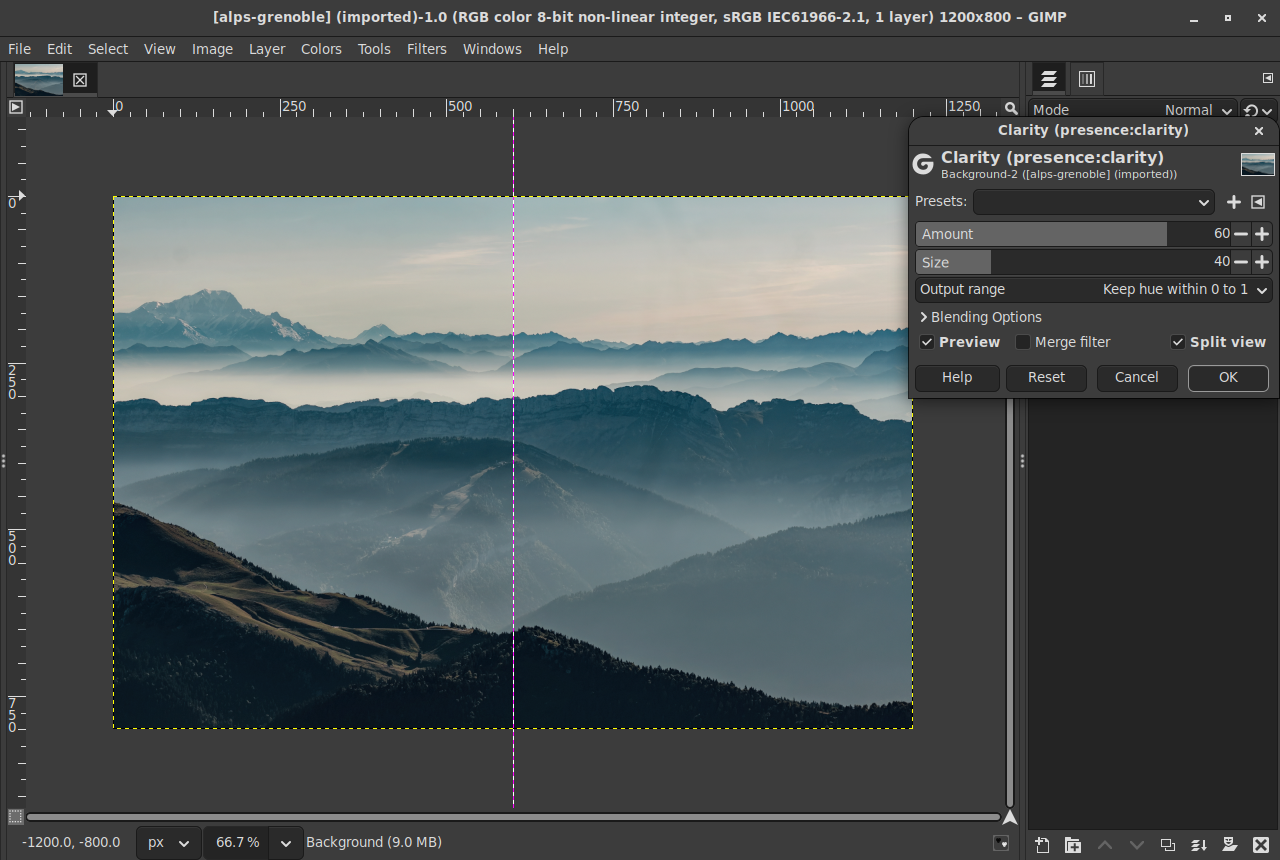 [alps-grenoble] (imported)-1.0 (RGB color 8-bit non-linear integer, sRGB IEC61966-2.1, 1 layer) 1200x800 – GIMP
File Edit Select View Image Layer Colors Tools Filters Windows Help
0 250 500 750 1000 1250
Mode Normal
Clarity (presence:clarity)
Clarity (presence:clarity)
Background-2 ([alps-grenoble] (imported))
Presets:
Amount 60
Size 40
Output range Keep hue within 0 to 1
Blending Options
Preview Merge filter Split view
Help Reset Cancel OK
0
250
500
750
-1200.0, -800.0 px 66.7 % Background (9.0 MB)